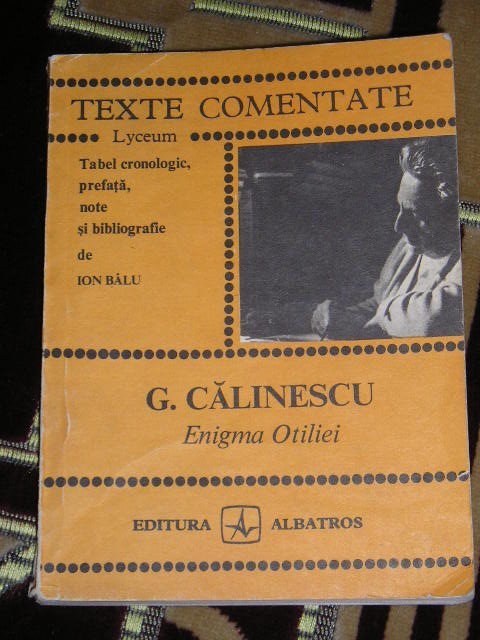 TEXTE COMENTATE
Lyceum
Tabel cronologic,
prefață,
note
și bibliografie
de
ION BĂLU
G. CĂLINESCU
Enigma Otiliei
EDITURA ALBATROS